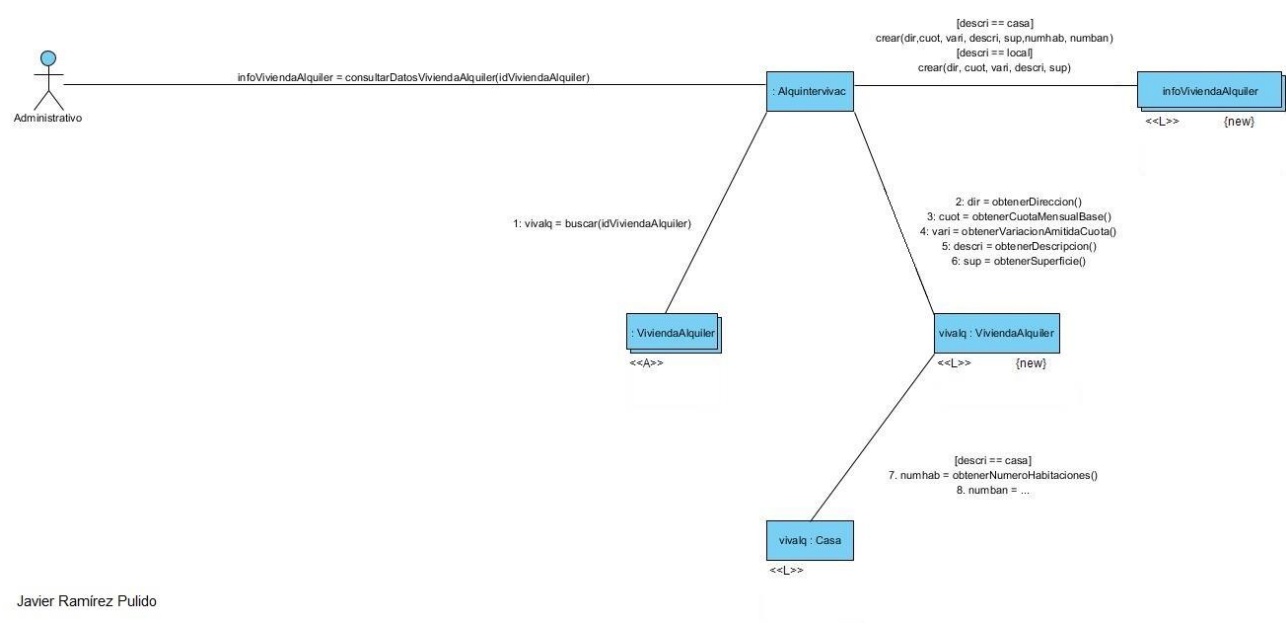 [descri == casa]
crear(dir,cuot, vari, descri, sup,numhab, numban)
[descri == local]
crear(dir, cuot, vari, descri, sup)
infoViviendaAlquiler = consultarDatosViviendaAlquiler(idViviendaAlquiler)
Administrativo
: Alquintervivac
infoViviendaAlquiler
<<L>> {new}
1: vivalq = buscar(idViviendaAlquiler)
2: dir = obtenerDireccion()
3: cuot = obtenerCuotaMensualBase()
4: vari = obtenerVariacionAmitidaCuota()
5: descri = obtenerDescripcion()
6: sup = obtenerSuperficie()
: ViviendaAlquiler
<<A>>
vivalq : ViviendaAlquiler
<<L>> {new}
[descri == casa]
7. numhab = obtenerNumeroHabitaciones()
8. numban = ...
vivalq : Casa
<<L>>
Javier Ramírez Pulido